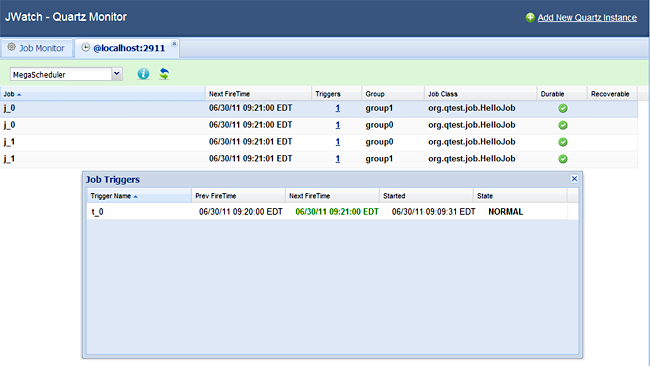 JWatch - Quartz Monitor
Add New Quartz Instance
Job Monitor
@localhost:2911
MegaScheduler
Job Next FireTime Triggers Group Job Class Durable Recoverable
j_0 06/30/11 09:21:00 EDT 1 group1 org.qtest.job.HelloJob
j_0 06/30/11 09:21:00 EDT 1 group0 org.qtest.job.HelloJob
j_1 06/30/11 09:21:01 EDT 1 group0 org.qtest.job.HelloJob
j_1 06/30/11 09:21:01 EDT 1 group1 org.qtest.job.HelloJob
Job Triggers
Trigger Name Prev FireTime Next FireTime Started State
t_0 06/30/11 09:20:00 EDT 06/30/11 09:21:00 EDT 06/30/11 09:09:31 EDT NORMAL